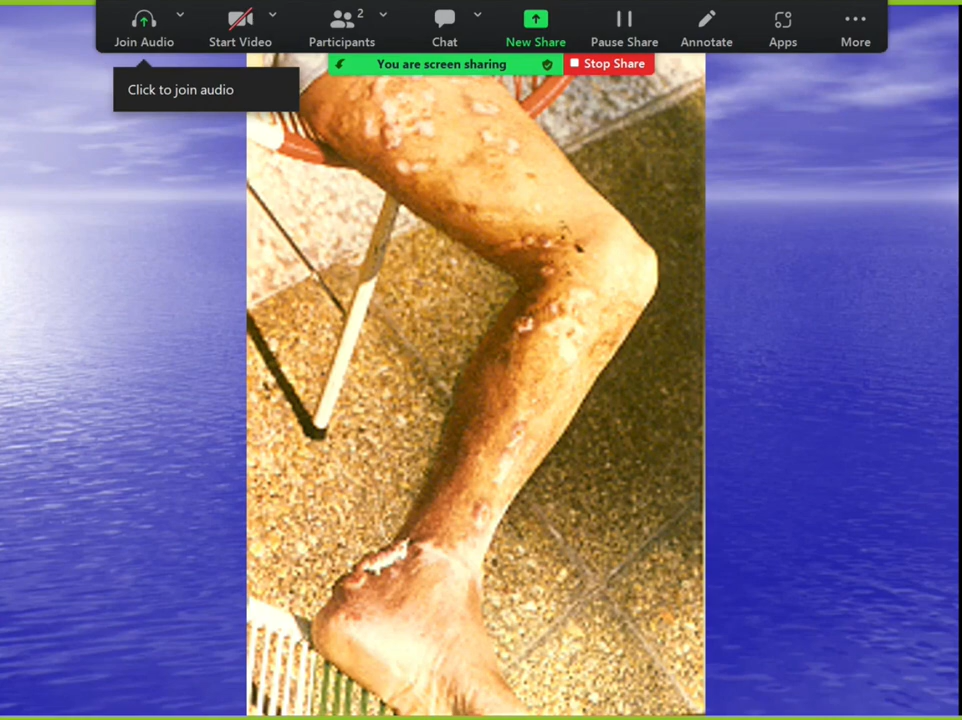 2
Join Audio Start Video Participants Chat New Share Pause Share Annotate Apps More
You are screen sharing Stop Share
Click to join audio